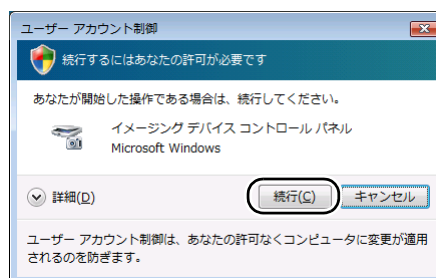 ユーザー アカウント制御
続行するにはあなたの許可が必要です
あなたが開始した操作である場合は、続行してください。
イメージング デバイス コントロール パネル
Microsoft Windows
詳細(D)
続行(C)
キャンセル
ユーザー アカウント制御は、あなたの許可なくコンピュータに変更が適用
されるのを防ぎます。